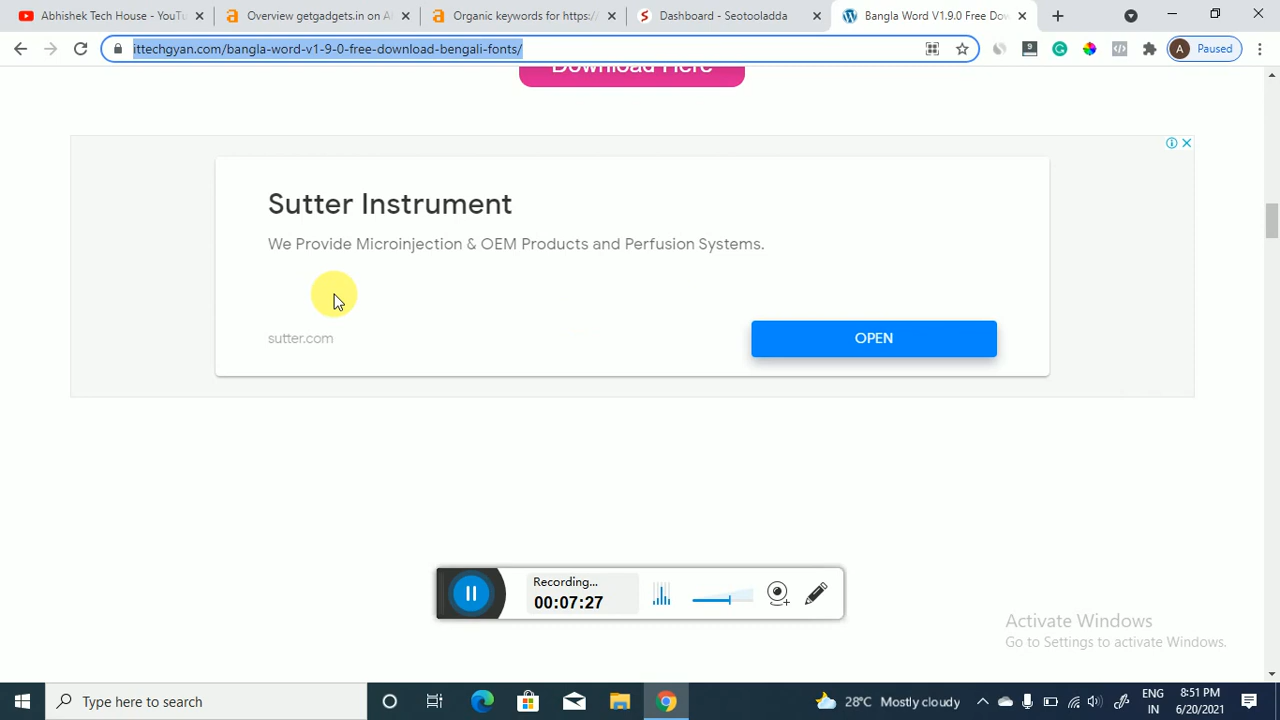 Abhishek Tech House - YouTu
Overview getgadgets.in on Al
Organic keywords for https:/
Dashboard - Seotooladda
Bangla Word V1.9.0 Free Dow
ittechgyan.com/bangla-word-v1-9-0-free-download-bengali-fonts/
9
A Paused
Download Here
Sutter Instrument
We Provide Microinjection & OEM Products and Perfusion Systems.
sutter.com
OPEN
Recording...
00:07:27
Activate Windows
Go to Settings to activate Windows.
Type here to search
28°C Mostly cloudy
ENG
IN
8:51 PM
6/20/2021